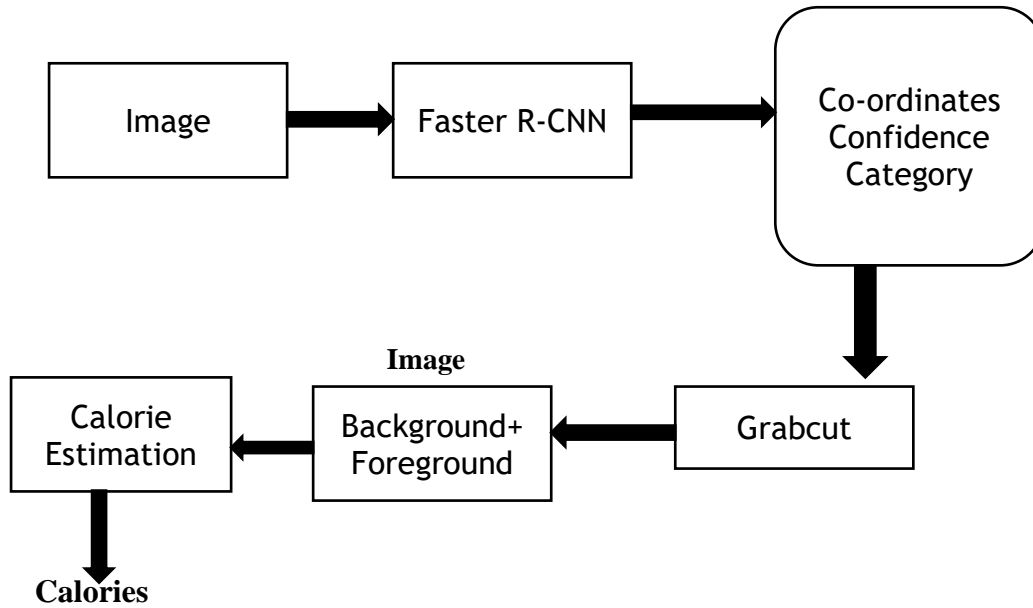 Image
Faster R-CNN
Co-ordinates
Confidence
Category
Image
Calorie
Estimation
Background+
Foreground
Grabcut
Calories